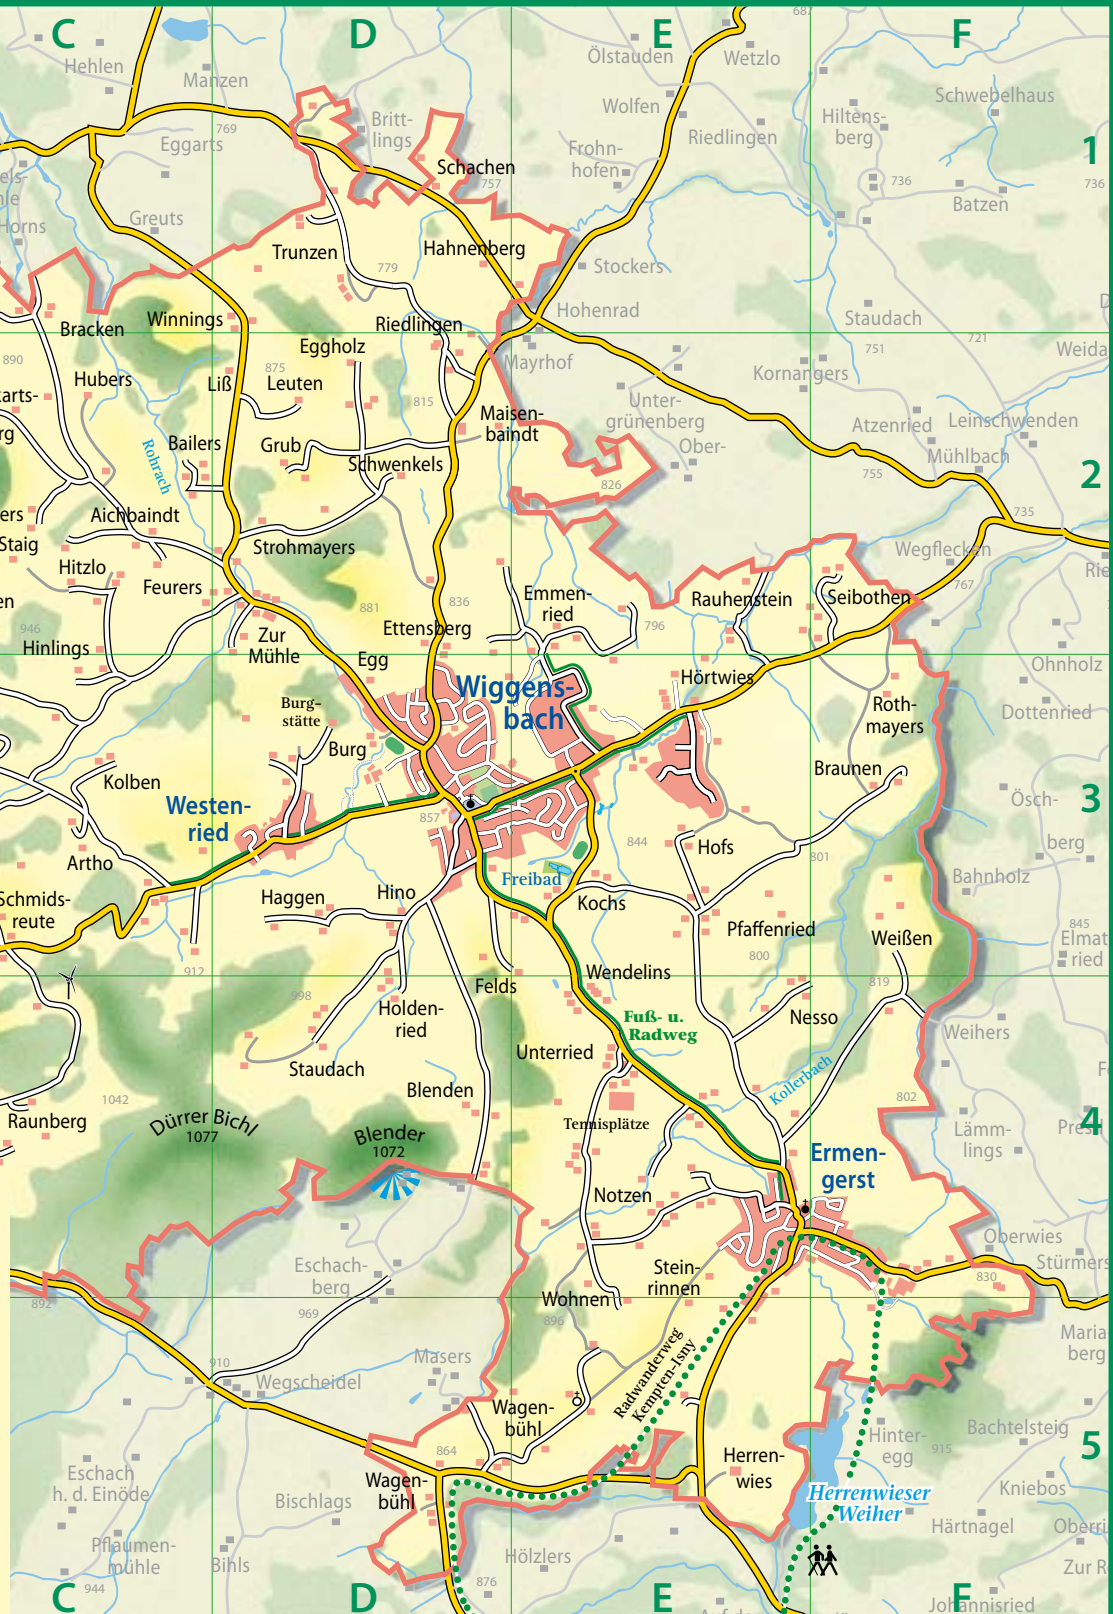 C
D
E
F
687
Hehlen
Manzen
Ölstauden
Wetzlo
Britt-
lings
769
Eggarts
Wolfen
Riedlingen
Hiltens-
berg
Schwebelhaus
1
Frohn-
hofen
Schachen
757
736
736
Batzen
Horns
Greuts
Trunzen
Hahnenberg
779
Stockers
Hohenrad
Staudach
721
751
Bracken
Winnings
Riedlingen
Eggholz
Mayrhof
Weida
890
Hubers
Liß
875
Leuten
815
Kornangers
Unter-
grünenberg
Ober-
Maisen-
baindt
Atzenried
Leinschwenden
Mühlbach
Bailers
Grub
Schwenkels
Rohrach
826
755
2
735
Aichbaindt
Staig
Strohmayers
Wegflecken
767
Hitzlo
Feurers
881
836
Emmen-
ried
Rauhenstein
Seibothen
796
946
Hinlings
Zur
Mühle
Ettensberg
Egg
Ohnholz
Wiggens-
bach
Hörtwies
Roth-
mayers
Dottenried
Burg-
stätte
Burg
Kolben
Braunen
Westen-
ried
857
3
Ösch-
berg
844
Hofs
801
Artho
Freibad
Bahnholz
Schmids-
reute
Haggen
Hino
Kochs
Pfaffenried
Weißen
845
Elmat
ried
800
912
Wendelins
819
Felds
998
Holden-
ried
Fuß- u.
Radweg
Nesso
Weihers
Unterried
Staudach
Blenden
Kollerbach
802
1042
Raunberg
Dürrer Bichl
1077
Blender
1072
Tennisplätze
4
Lämm-
lings
Ermen-
gerst
Notzen
Oberwies
Stürmers
Eschach-
berg
Stein-
rinnen
830
892
969
Wohnen
896
Maria
berg
910
Masers
Wegscheidel
Radwanderweg
Kempten-Isny
Wagen-
bühl
Hinter-
egg
915
Bachtelsteig
5
864
Herren-
wies
Eschach
h. d. Einöde
Wagen-
bühl
Bischlags
Herrenwieser
Weiher
Kniebos
Härtnagel
Pflaumen-
mühle
Bihls
Hölzlers
944
876
Johannisried
C
D
E
F